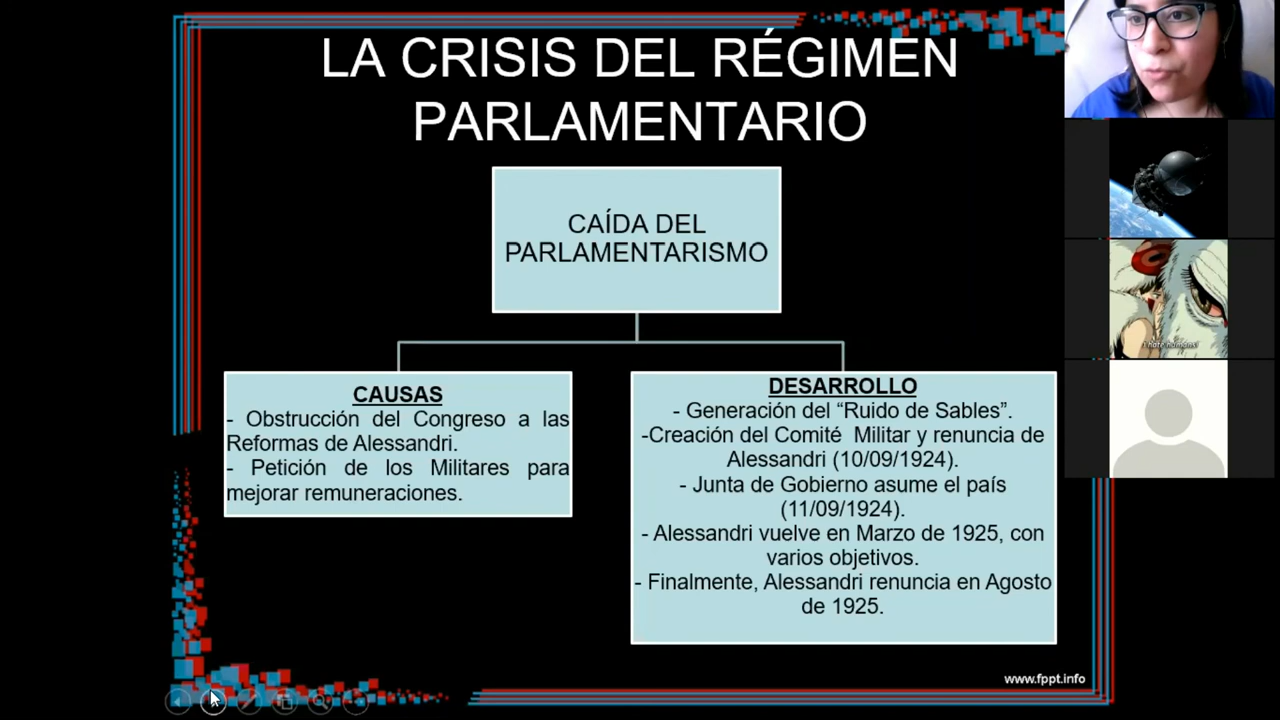 LA CRISIS DEL RÉGIMEN
PARLAMENTARIO
CAÍDA DEL
PARLAMENTARISMO
CAUSAS
- Obstrucción del Congreso a las
Reformas de Alessandri.
- Petición de los Militares para
mejorar remuneraciones.
DESARROLLO
- Generación del “Ruido de Sables”.
-Creación del Comité Militar y renuncia de
Alessandri (10/09/1924).
- Junta de Gobierno asume el país
(11/09/1924).
- Alessandri vuelve en Marzo de 1925, con
varios objetivos.
- Finalmente, Alessandri renuncia en Agosto
de 1925.
I hate humans!
www.fppt.info